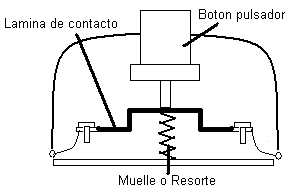 Boton pulsador
Lamina de contacto
Muelle o Resorte